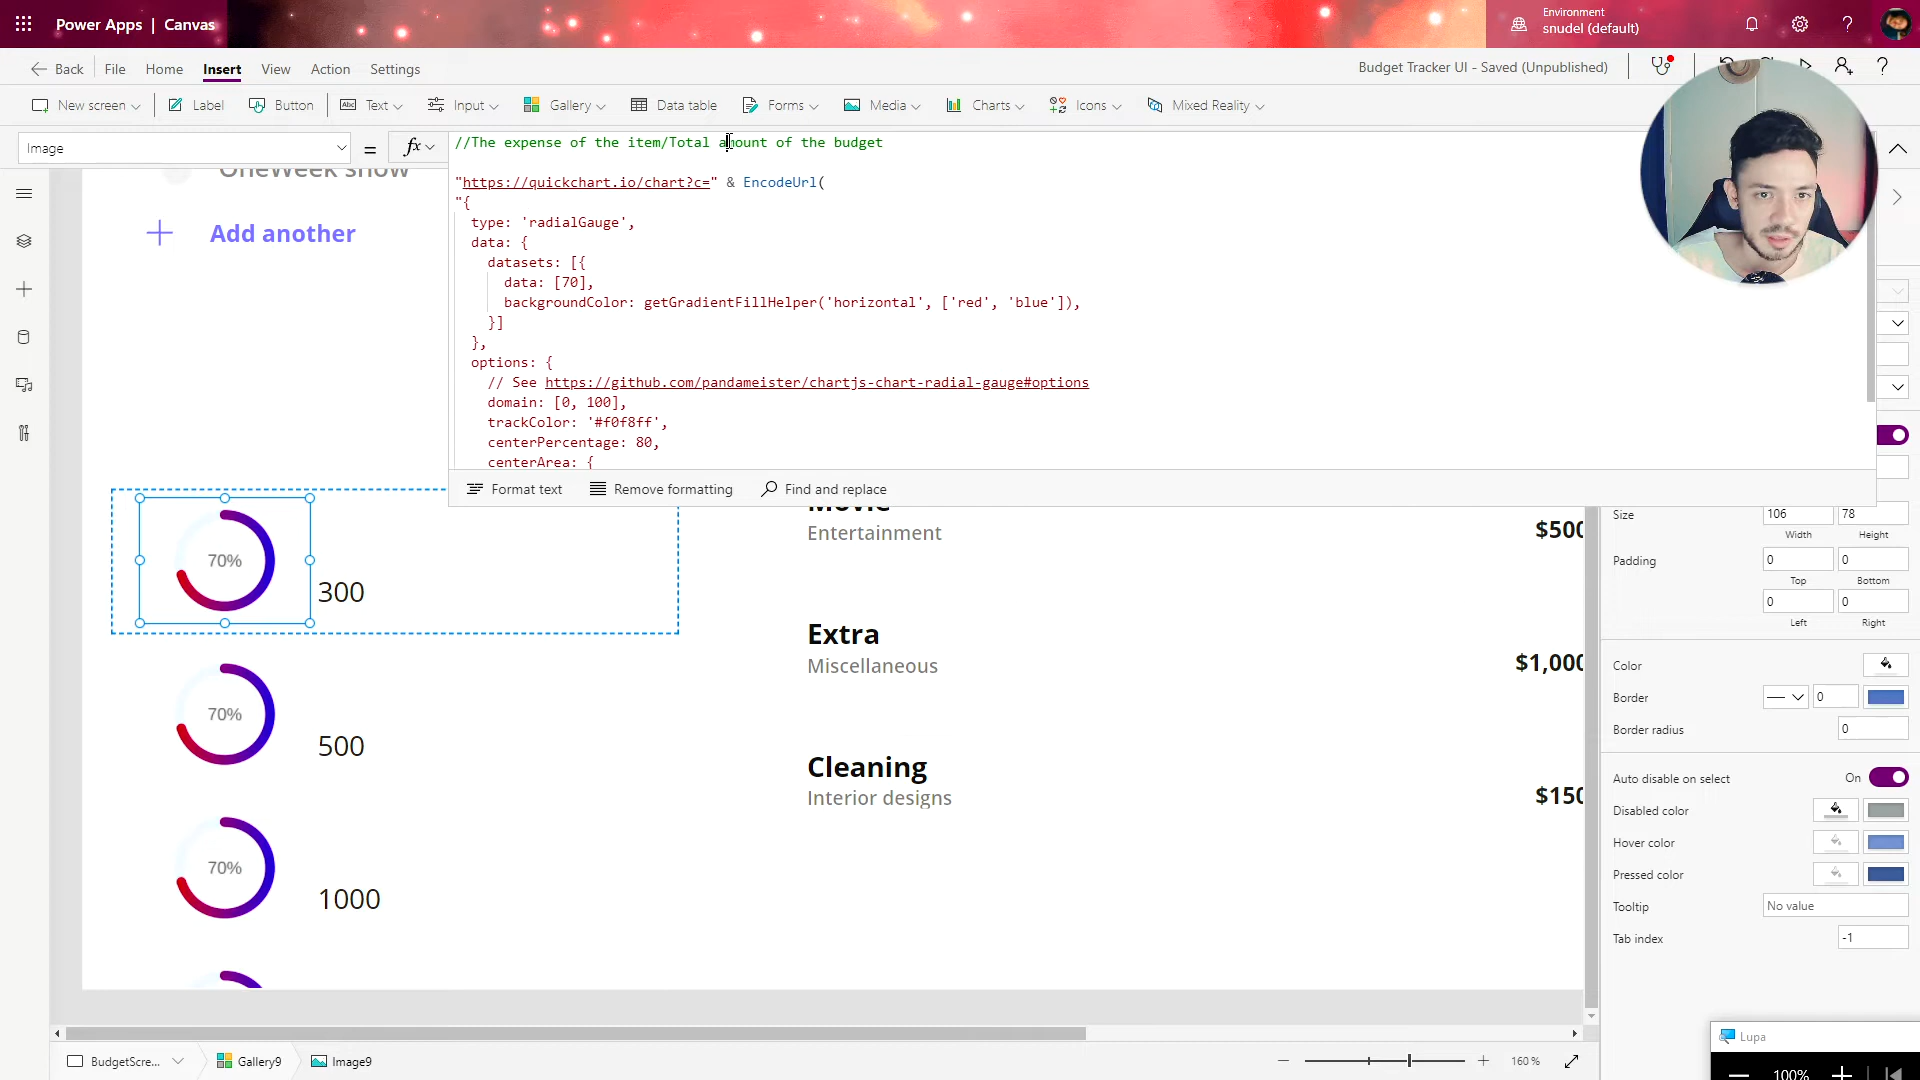 Power Apps | Canvas
Environment
snudel (default)
Back
File
Home
Insert
View
Action
Settings
Budget Tracker UI - Saved (Unpublished)
New screen
Label
Button
Text
Input
Gallery
Data table
Forms
Media
Charts
Icons
Mixed Reality
Image
=
fx
//The expense of the item/Total amount of the budget
"https://quickchart.io/chart?c=" & EncodeUrl(
"{
type: 'radialGauge',
data: {
datasets: [{
data: [70],
backgroundColor: getGradientFillHelper('horizontal', ['red', 'blue']),
}]
},
options: {
// See https://github.com/pandameister/chartjs-chart-radial-gauge#options
domain: [0, 100],
trackColor: '#f0f8ff',
centerPercentage: 80,
centerArea: {
Format text
Remove formatting
Find and replace
OneWeek show
Add another
70%
300
70%
500
70%
1000
Movie
Entertainment
$500
Extra
Miscellaneous
$1,000
Cleaning
Interior designs
$150
Size
106
78
Width
Height
Padding
0
0
Top
Bottom
0
0
Left
Right
Color
Border
0
Border radius
0
Auto disable on select
On
Disabled color
Hover color
Pressed color
Tooltip
No value
Tab index
-1
BudgetScre...
Gallery9
Image9
160 %
Lupa
100%